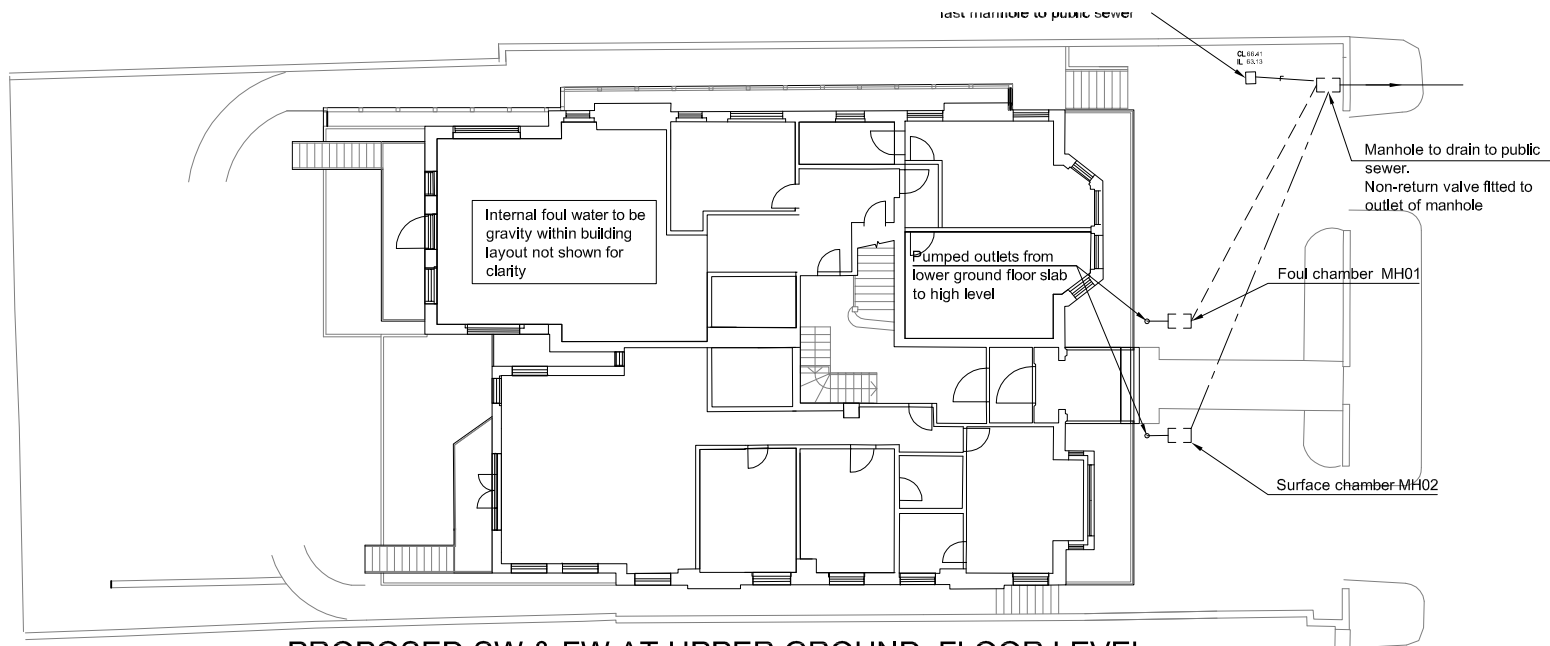 last manhole to public sewer
CL 66.41
IL 63.13
Manhole to drain to public
sewer.
Non-return valve fitted to
outlet of manhole
Internal foul water to be
gravity within building
layout not shown for
clarity
Pumped outlets from
lower ground floor slab
to high level
Foul chamber MH01
Surface chamber MH02
PROPOSED SW & FW AT UPPER GROUND FLOOR LEVEL